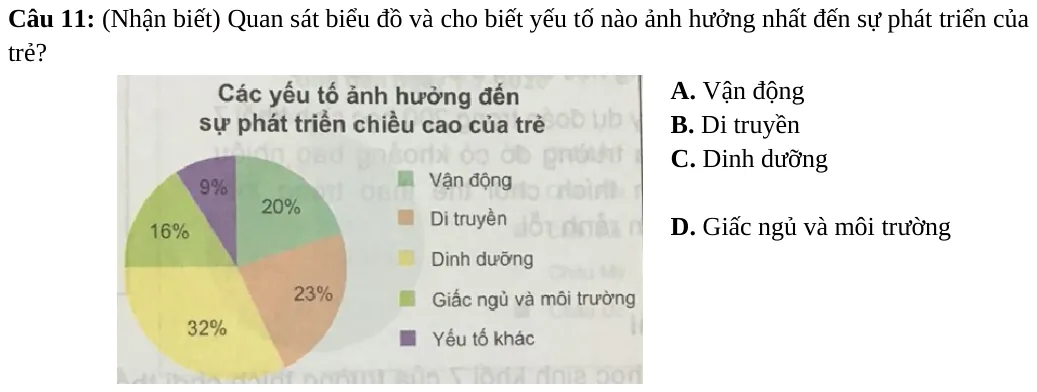 Câu 11: (Nhận biết) Quan sát biểu đồ và cho biết yếu tố nào ảnh hưởng nhất đến sự phát triển của
trẻ?
Các yếu tố ảnh hưởng đến
sự phát triển chiều cao của trẻ
9%
20%
16%
23%
32%
Vận động
Di truyền
Dinh dưỡng
Giấc ngủ và môi trường
Yếu tố khác
A. Vận động
B. Di truyền
C. Dinh dưỡng
D. Giấc ngủ và môi trường